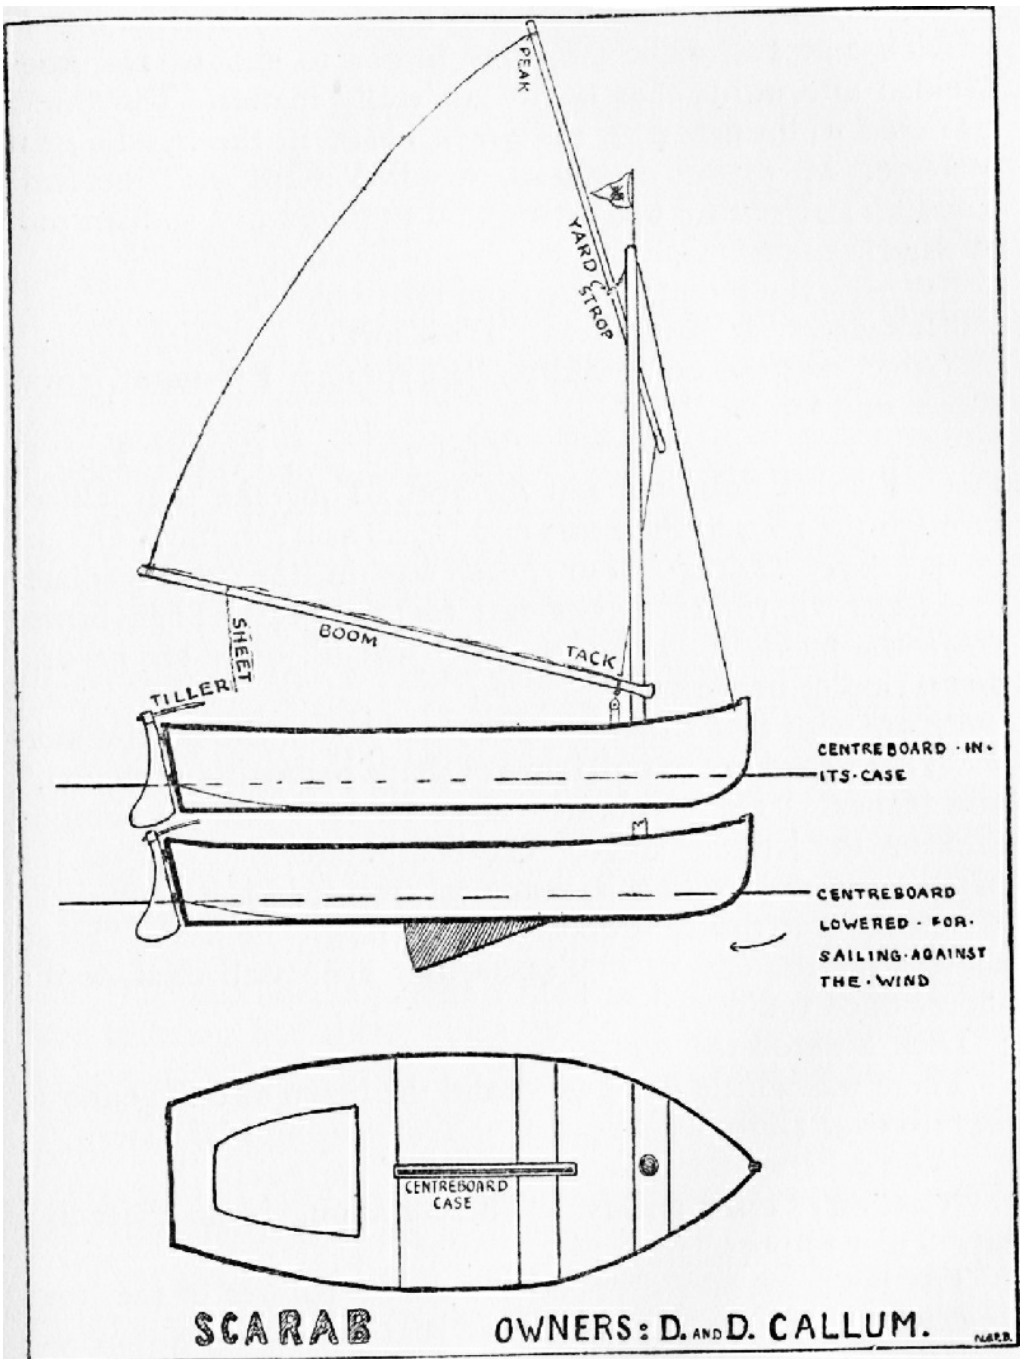 PEAK
YARD
STROP
SHEET
BOOM
TACK
TILLER
CENTREBOARD · IN ·
ITS · CASE
CENTREBOARD
LOWERED · FOR ·
SAILING · AGAINST
THE · WIND
CENTREBOARD
CASE
SCARAB
OWNERS: D. AND D. CALLUM.